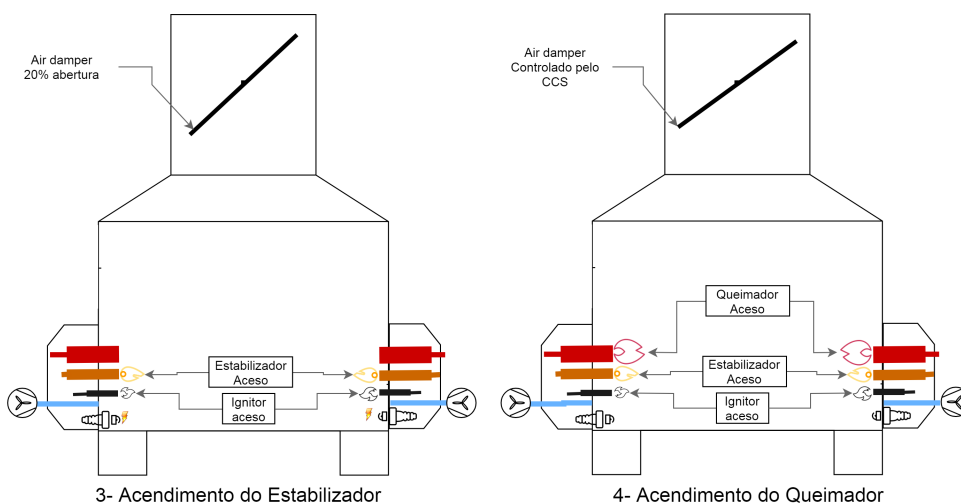 Air damper
20% abertura
Estabilizador
Aceso
Ignitor
aceso
3- Acendimento do Estabilizador
Air damper
Controlado pelo
CCS
Queimador
Aceso
Estabilizador
Aceso
Ignitor
aceso
4- Acendimento do Queimador